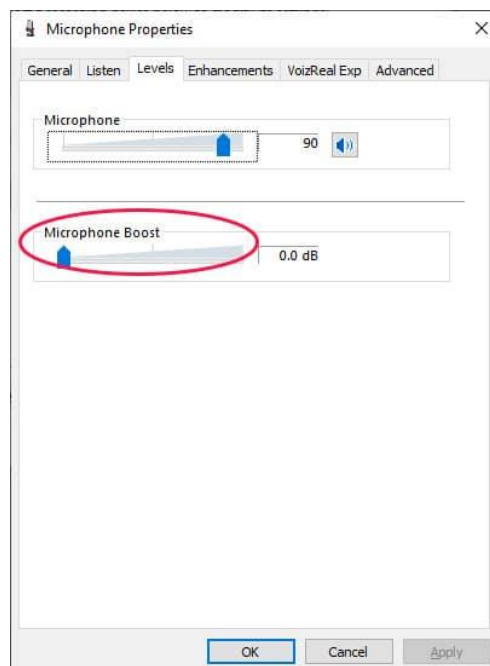 Microphone Properties
General Listen Levels Enhancements VoizReal Exp Advanced
Microphone
90
Microphone Boost
0.0 dB
OK Cancel Apply